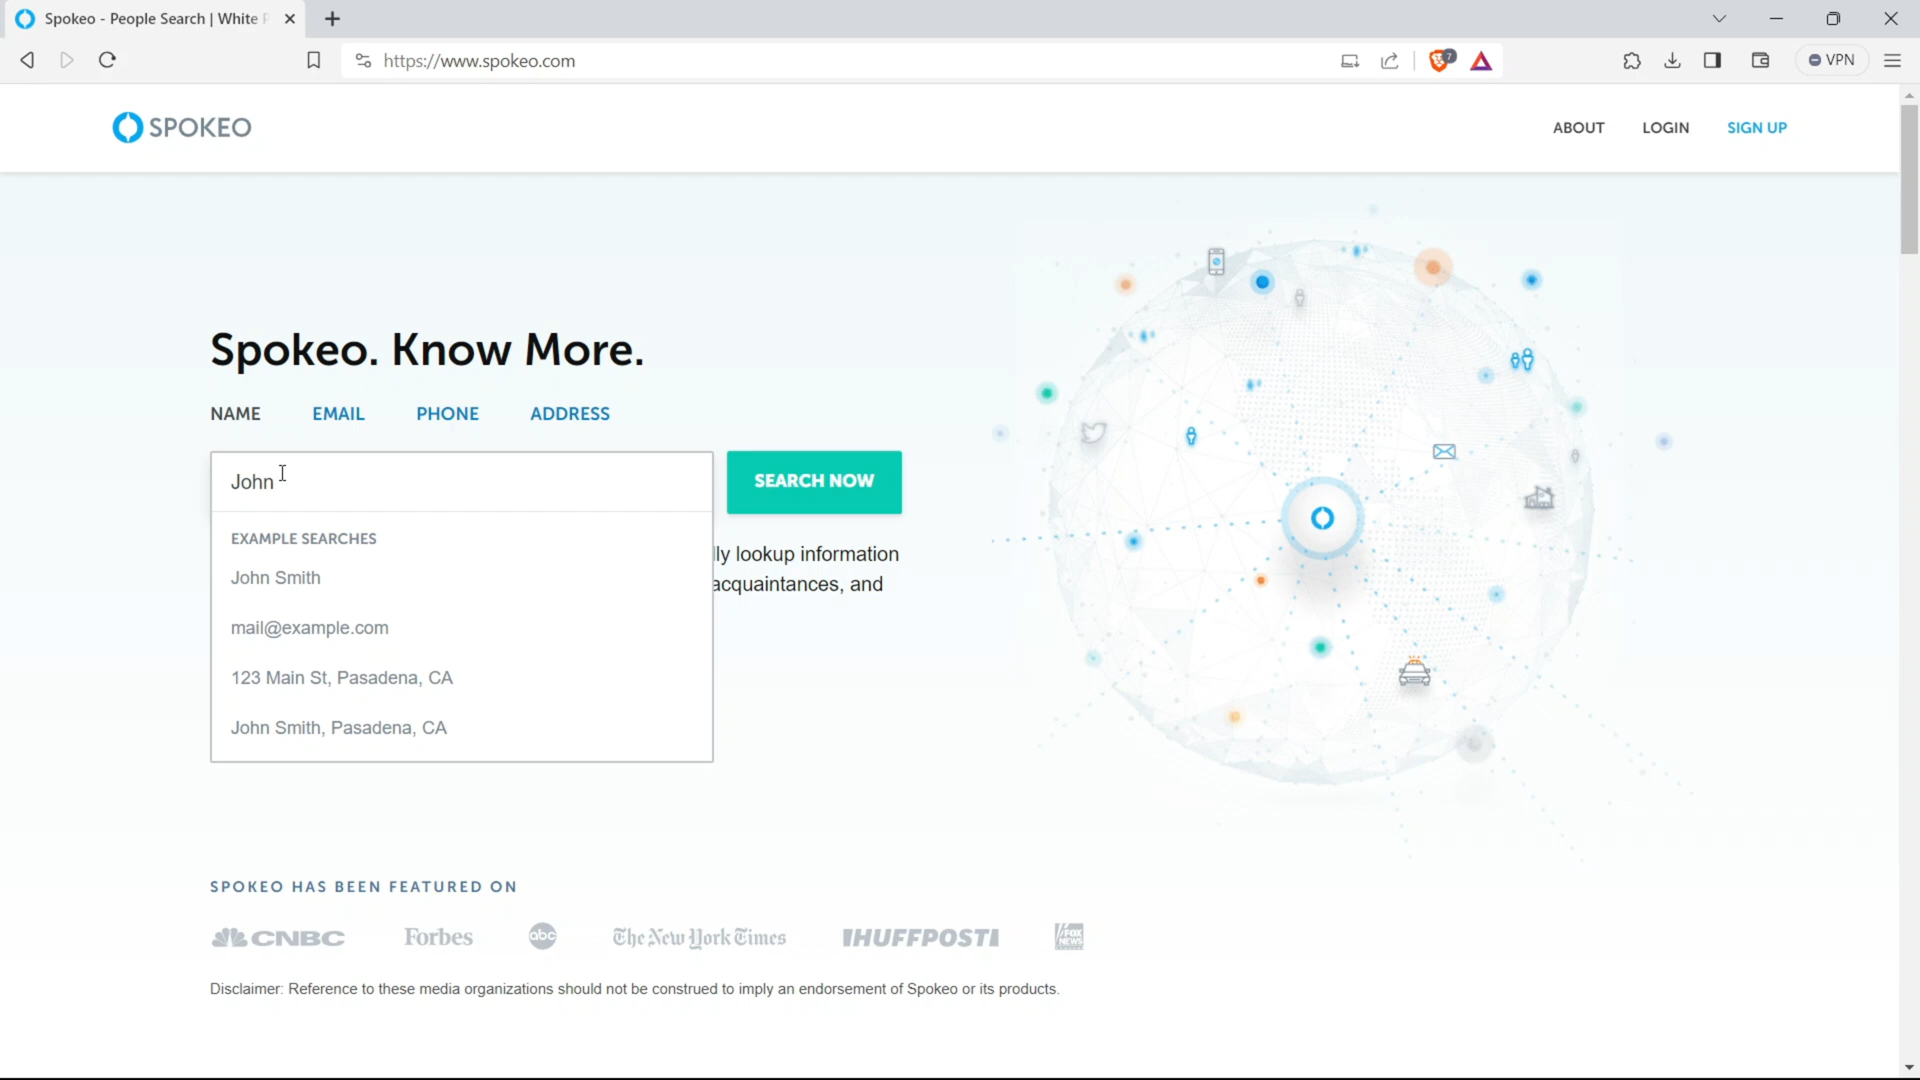 Spokeo - People Search | White P
https://www.spokeo.com
7
VPN
SPOKEO
ABOUT
LOGIN
SIGN UP
Spokeo. Know More.
NAME
EMAIL
PHONE
ADDRESS
John
SEARCH NOW
EXAMPLE SEARCHES
John Smith
mail@example.com
123 Main St, Pasadena, CA
John Smith, Pasadena, CA
lly lookup information
acquaintances, and
SPOKEO HAS BEEN FEATURED ON
CNBC
Forbes
abc
The New York Times
HUFFPOST
FOX NEWS
Disclaimer: Reference to these media organizations should not be construed to imply an endorsement of Spokeo or its products.